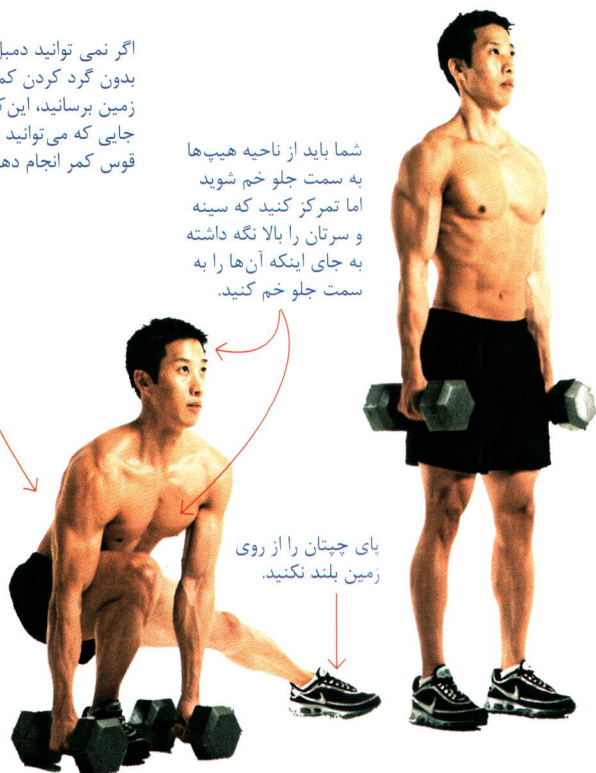 اگر نمی توانید دمبل
بدون گرد کردن کم
زمین برسانید، این
جایی که می‌توانید
قوس کمر انجام ده
شما باید از ناحیه هیپ‌ها
به سمت جلو خم شوید
اما تمرکز کنید که سینه
و سرتان را بالا نگه داشته
به جای اینکه آن‌ها را به
سمت جلو خم کنید.
پای چپتان را از روی
زمین بلند نکنید.